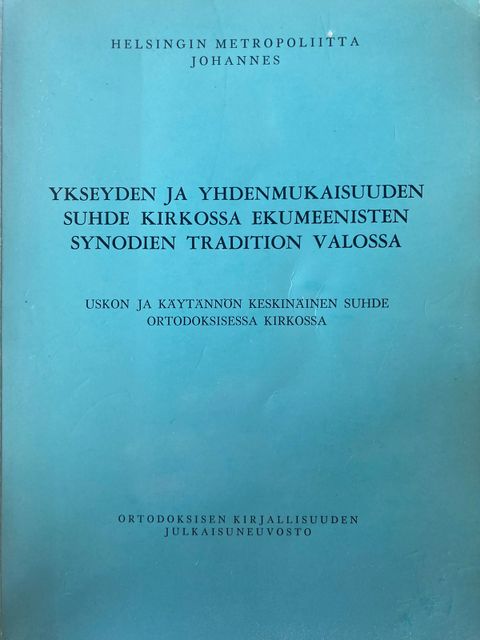 HELSINGIN METROPOLIITTA
JOHANNES
YKSEYDEN JA YHDENMUKAISUUDEN
SUHDE KIRKOSSA EKUMEENISTEN
SYNODIEN TRADITION VALOSSA
USKON JA KÄYTÄNNÖN KESKINÄINEN SUHDE
ORTODOKSISESSA KIRKOSSA
ORTODOKSISEN KIRJALLISUUDEN
JULKAISUNEUVOSTO